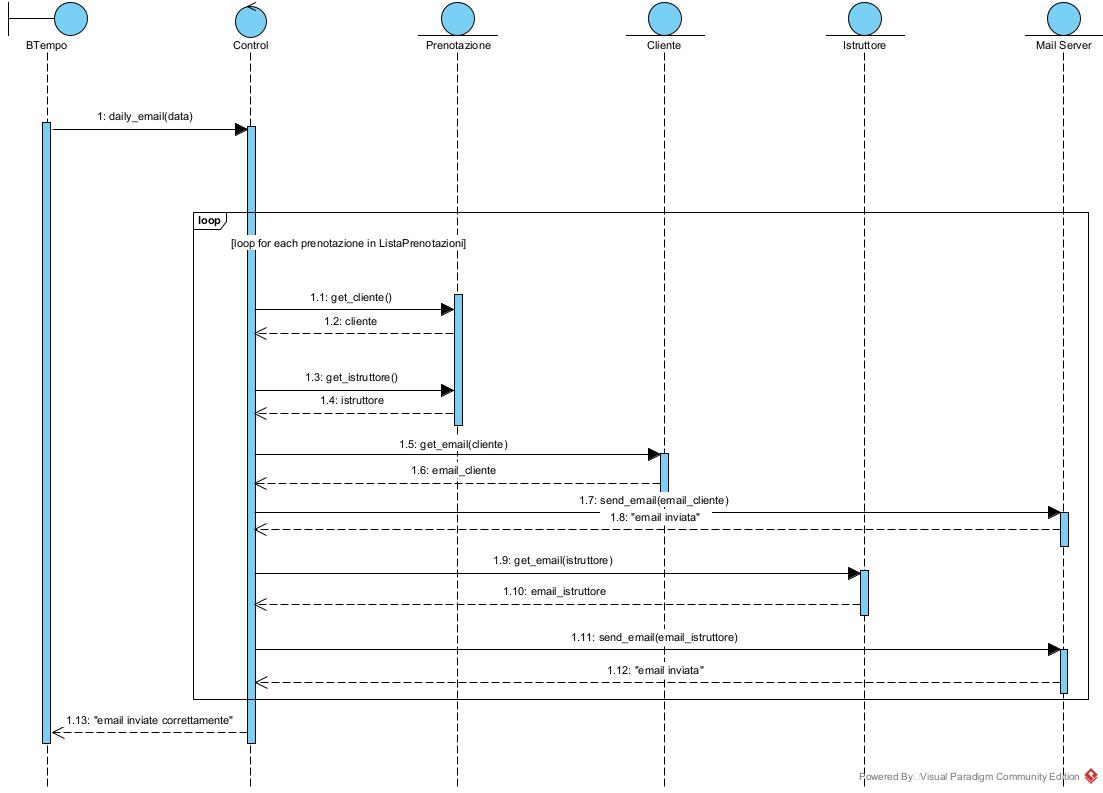 BTempo
Control
Prenotazione
Cliente
Istruttore
Mail Server
1: daily_email(data)
loop
[loop for each prenotazione in ListaPrenotazioni]
1.1: get_cliente()
1.2: cliente
1.3: get_istruttore()
1.4: istruttore
1.5: get_email(cliente)
1.6: email_cliente
1.7: send_email(email_cliente)
1.8: "email inviata"
1.9: get_email(istruttore)
1.10: email_istruttore
1.11: send_email(email_istruttore)
1.12: "email inviata"
1.13: "email inviate correttamente"
Powered By Visual Paradigm Community Edition